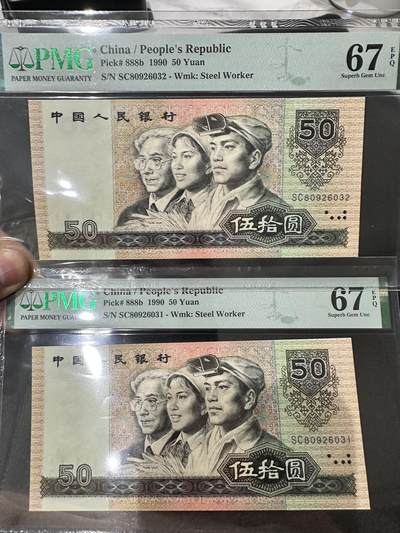 PMG
PAPER MONEY GUARANTY
China / People's Republic
Pick# 888b 1990 50 Yuan
S/N SC80926032 - Wmk: Steel Worker
67 EPQ
Superb Gem Unc
中国人民银行
50
SC80926032
50
伍拾圆
PMG
PAPER MONEY GUA
China / People's Republic
Pick# 888b 1990 50 Yuan
S/N SC80926031 - Wmk: Steel Worker
67 EPQ
Superb Gem Unc
中国人民银行
50
SC80926031
50
伍拾圆